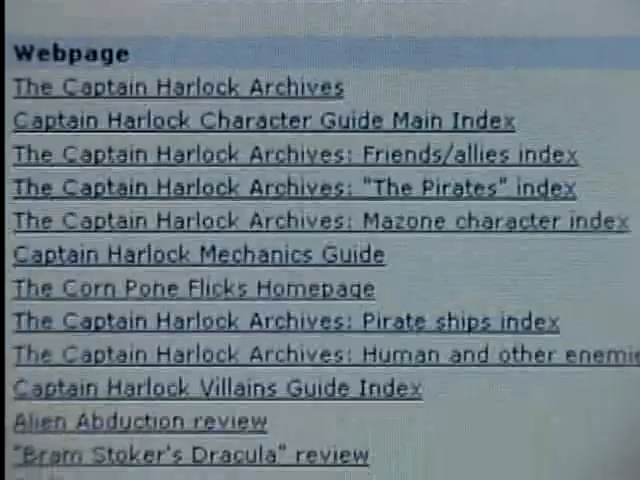 Webpage
The Captain Harlock Archives
Captain Harlock Character Guide Main Index
The Captain Harlock Archives: Friends/allies index
The Captain Harlock Archives: "The Pirates" index
The Captain Harlock Archives: Mazone character index
Captain Harlock Mechanics Guide
The Corn Pone Flicks Homepage
The Captain Harlock Archives: Pirate ships index
The Captain Harlock Archives: Human and other enemie
Captain Harlock Villains Guide Index
Alien Abduction review
"Bram Stoker's Dracula" review